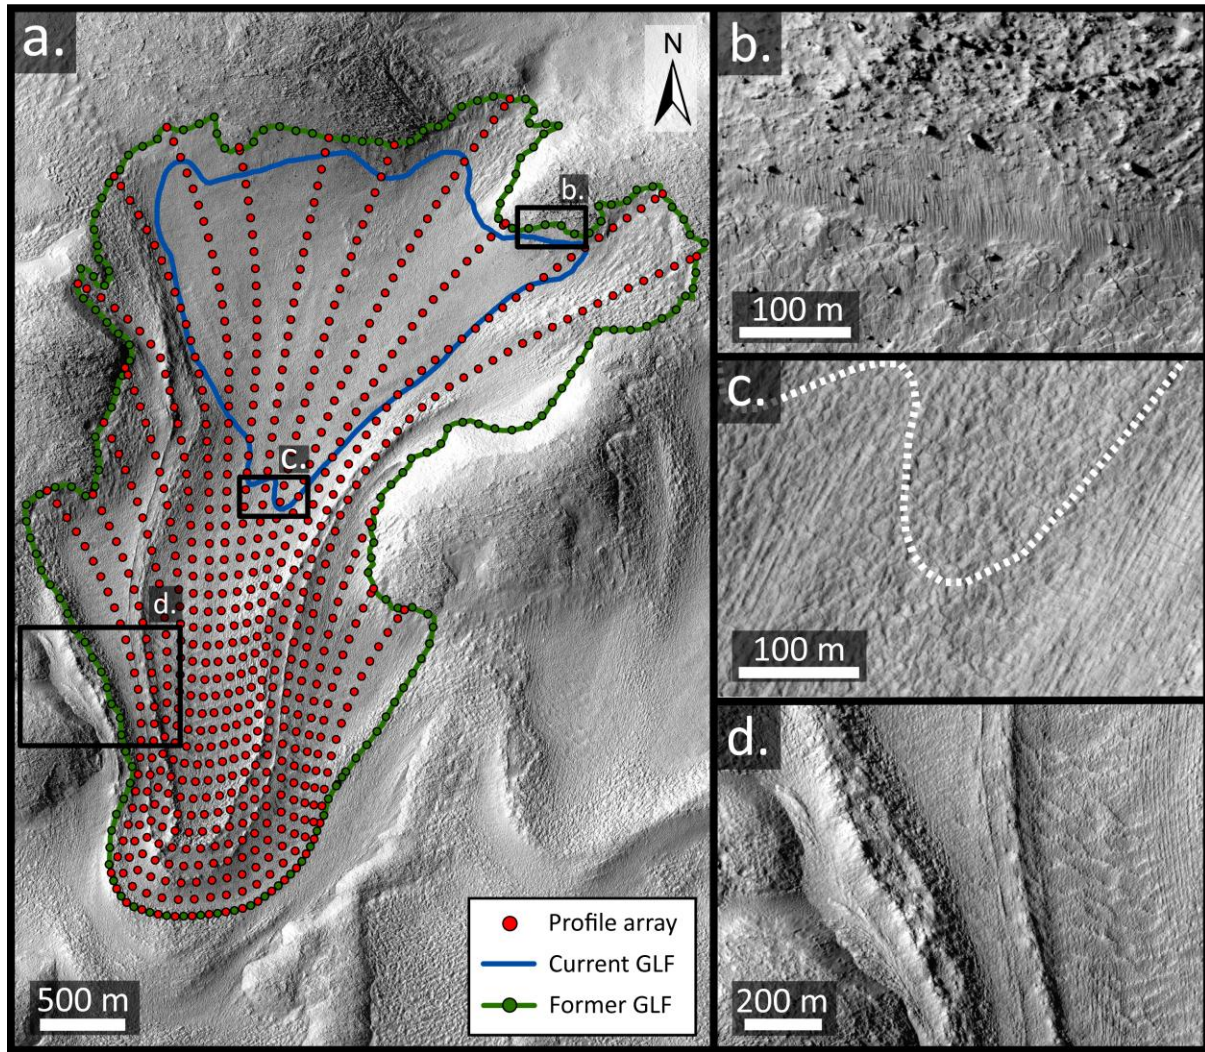 a.
N
b.
c.
d.
500 m
Profile array
Current GLF
Former GLF
b.
100 m
c.
100 m
d.
200 m